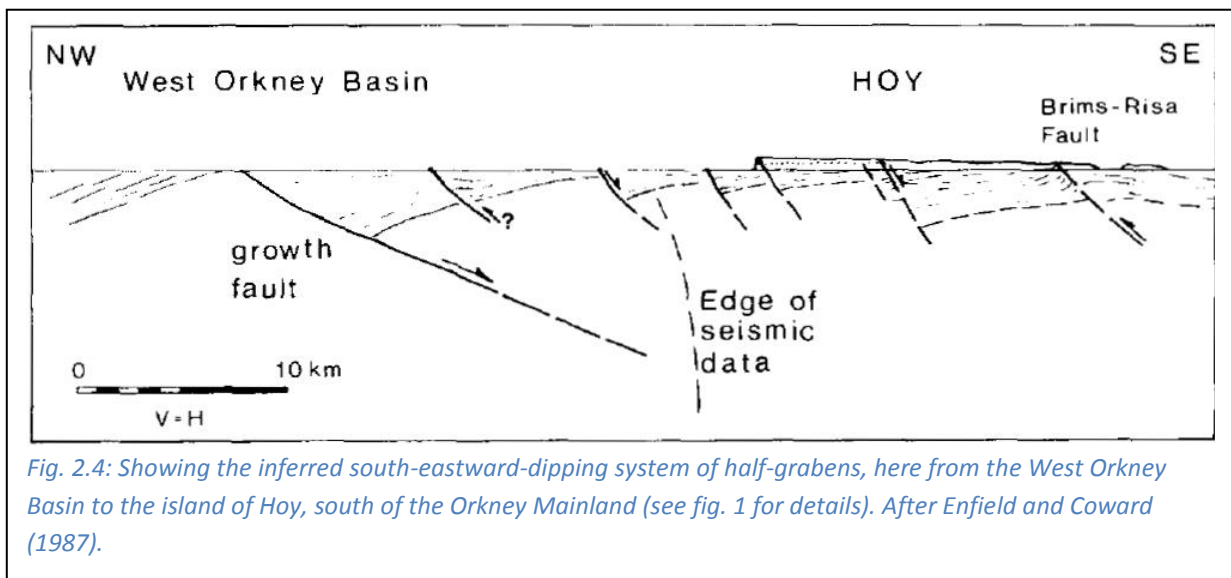 NW
SE
West Orkney Basin
HOY
Brims-Risa
Fault
?
growth
fault
Edge of
seismic
data
0 10 km
V=H
Fig. 2.4: Showing the inferred south-eastward-dipping system of half-grabens, here from the West Orkney
Basin to the island of Hoy, south of the Orkney Mainland (see fig. 1 for details). After Enfield and Coward
(1987).